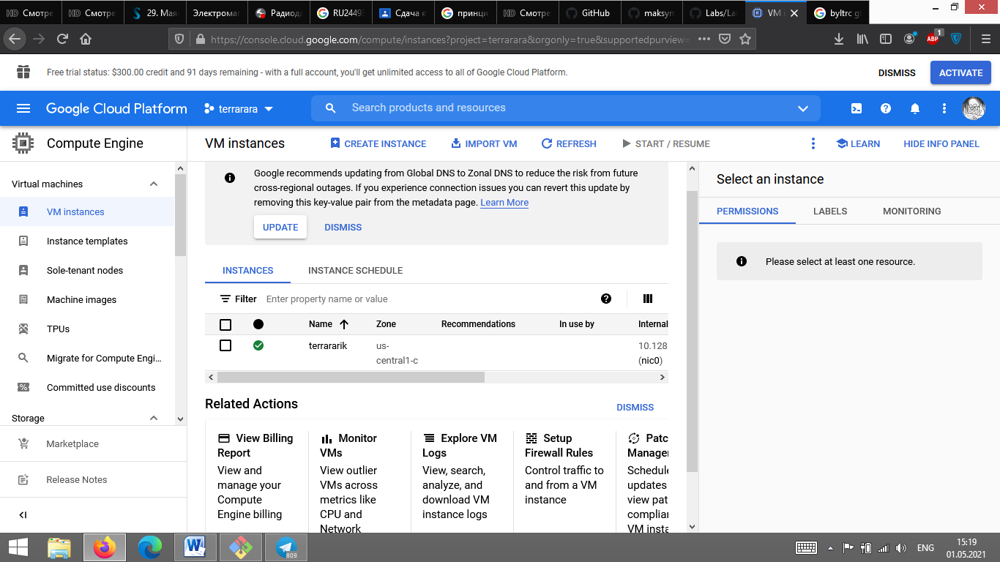 HD Смотре
HD Смотре
29. Мая
Электромаг
Радиода
RU2449
Сдача к
принци
HD Смотре
GitHub
maksym
Labs/La
VM i
byltrc g
https://console.cloud.google.com/compute/instances?project=terrarara&orgonly=true&supportedpurview=
ABP
1
Free trial status: $300.00 credit and 91 days remaining - with a full account, you'll get unlimited access to all of Google Cloud Platform.
DISMISS
ACTIVATE
Google Cloud Platform
terrarara
Search products and resources
Compute Engine
VM instances
CREATE INSTANCE
IMPORT VM
REFRESH
START / RESUME
LEARN
HIDE INFO PANEL
Virtual machines
VM instances
Instance templates
Sole-tenant nodes
Machine images
TPUs
Migrate for Compute Engi...
Committed use discounts
Storage
Marketplace
Release Notes
Google recommends updating from Global DNS to Zonal DNS to reduce the risk from future
cross-regional outages. If you experience connection issues you can revert this update by
removing this key-value pair from the metadata page. Learn More
UPDATE
DISMISS
INSTANCES
INSTANCE SCHEDULE
Filter
Enter property name or value
Name
Zone
Recommendations
In use by
Internal
terrararik
us-
central1-c
10.128
(nic0)
Related Actions
DISMISS
View Billing
Report
View and
manage your
Compute
Engine billing
Monitor
VMs
View outlier
VMs across
metrics like
CPU and
Network
Explore VM
Logs
View, search,
analyze, and
download VM
instance logs
Setup
Firewall Rules
Control traffic to
and from a VM
instance
Patc
Manager
Schedule
updates
view pat
complian
VM insta
Select an instance
PERMISSIONS
LABELS
MONITORING
Please select at least one resource.
809
ENG
15:19
01.05.2021